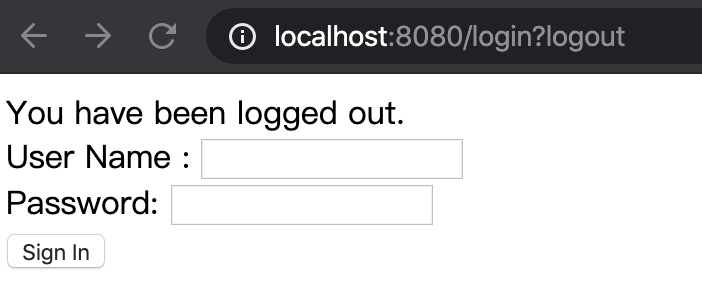 localhost:8080/login?logout
You have been logged out.
User Name :
Password:
Sign In